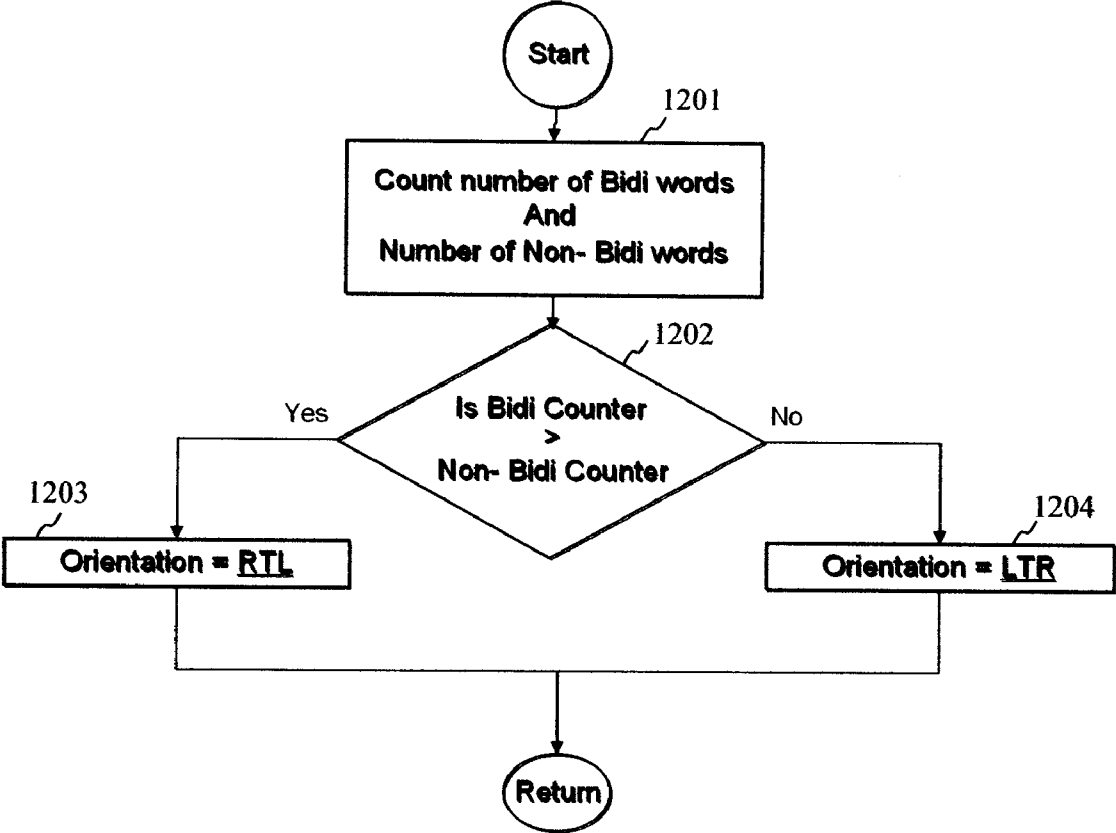 Start
1201
Count number of Bidi words
And
Number of Non- Bidi words
1202
Is Bidi Counter
>
Non- Bidi Counter
Yes
No
1203
Orientation = RTL
1204
Orientation = LTR
Return